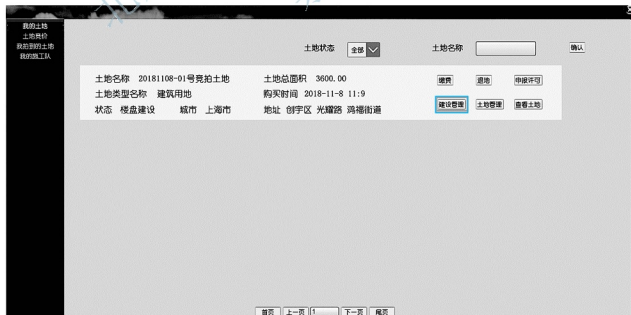 我的土地
土地竞价
我拍到的土地
我的施工队
土地状态 全部 土地名称 确认
土地名称 20181108-01号竞拍土地 土地总面积 3600.00 缴费 退地 申报许可
土地类型名称 建筑用地 购买时间 2018-11-8 11:9
状态 楼盘建设 城市 上海市 地址 创宇区 光耀路 鸿福街道 建设管理 土地管理 查看土地
首页 上一页 1 下一页 尾页